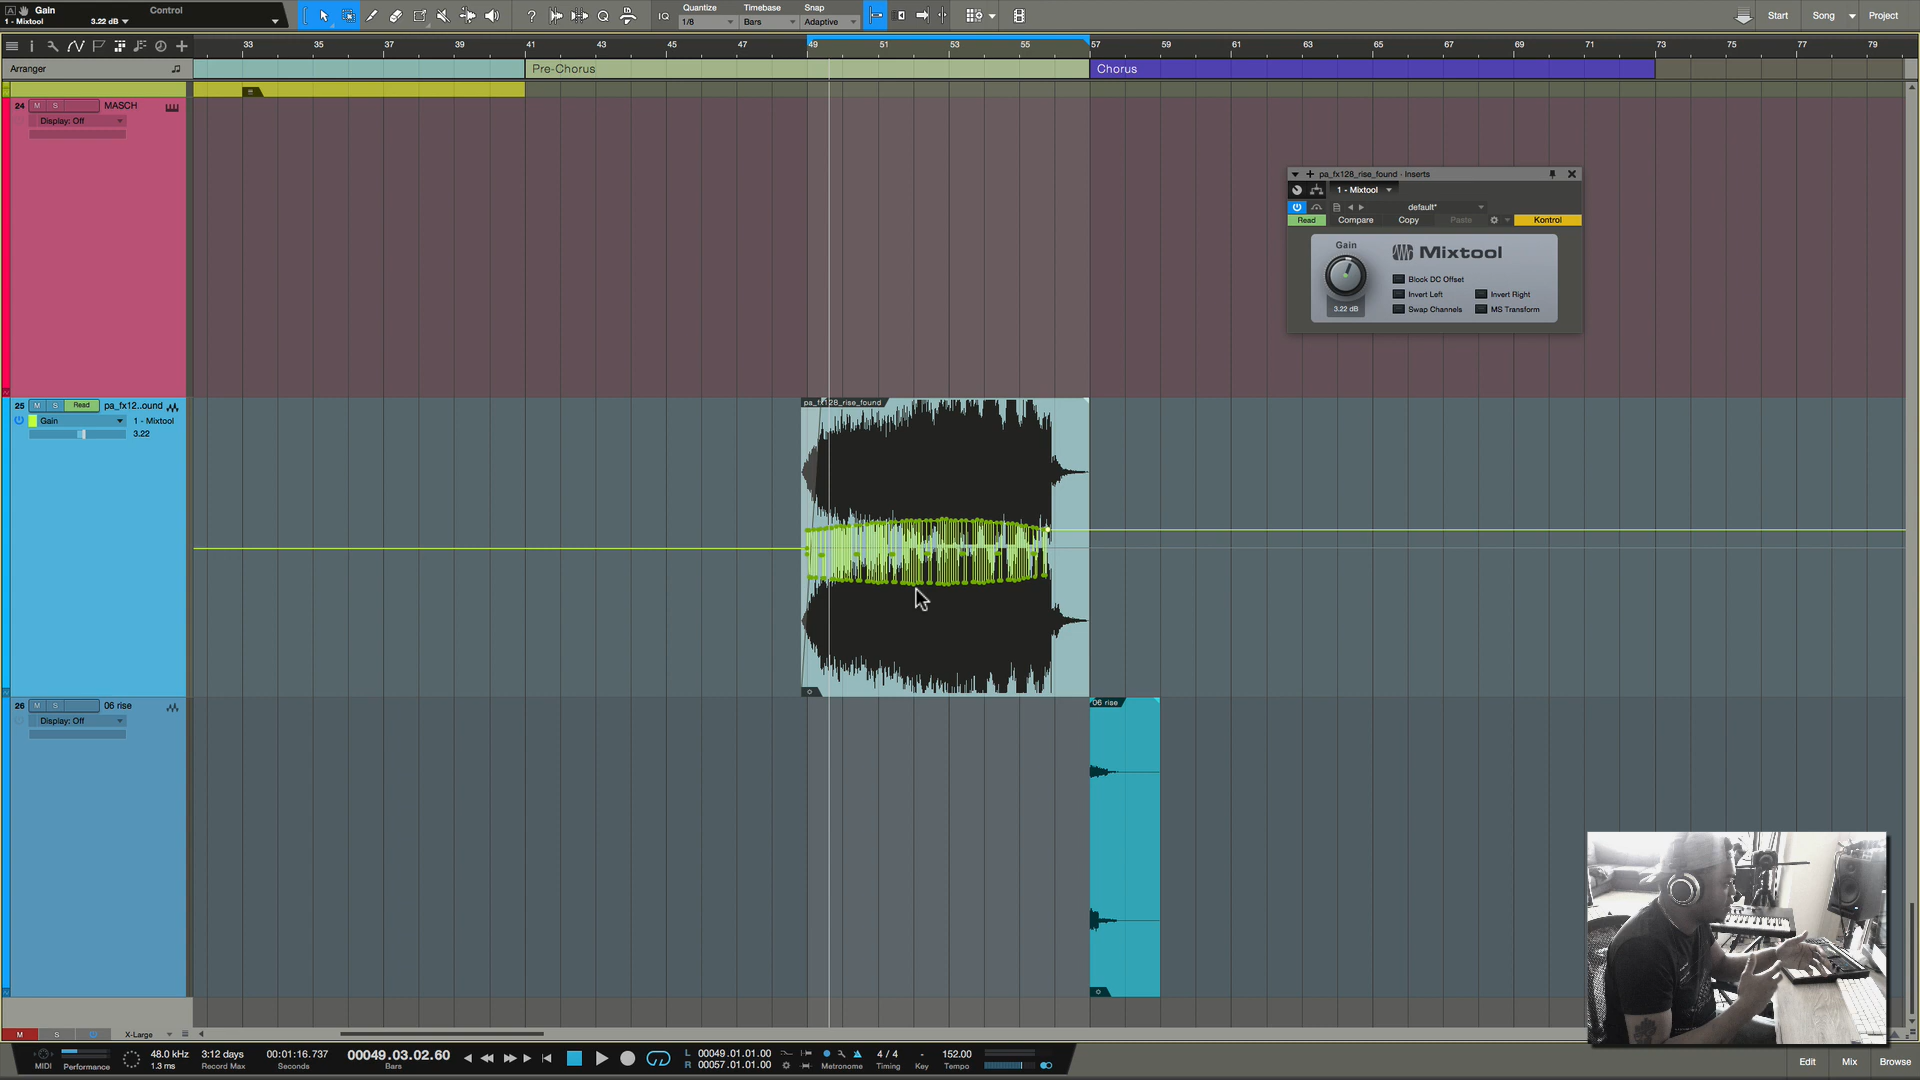 Gain Control
1 - Mixtool 3.22 dB
Quantize Timebase Snap
1/8 Bars Adaptive
IQ
Start Song Project
33 35 37 39 41 43 45 47 49 51 53 55 57 59 61 63 65 67 69 71 73 75 77 79
Arranger
Pre-Chorus
Chorus
24 M S MASCH
Display: Off
pa_fx128_rise_found - Inserts
1 - Mixtool
default*
Read Compare Copy Paste Kontrol
Gain
Mixtool
Block DC Offset
Invert Left Invert Right
3.22 dB
Swap Channels MS Transform
25 M S Read pa_fx12..ound
Gain 1 - Mixtool
3.22
pa_fx128_rise_found
26 M S 06 rise
Display: Off
06 rise
M S X-Large
MIDI Performance
48.0 kHz
1.3 ms
3:12 days
Record Max
00:01:16.737
Seconds
00049.03.02.60
Bars
L 00049.01.01.00
R 00057.01.01.00
Metronome
4 / 4
Timing
-
Key
152.00
Tempo
Edit Mix Browse